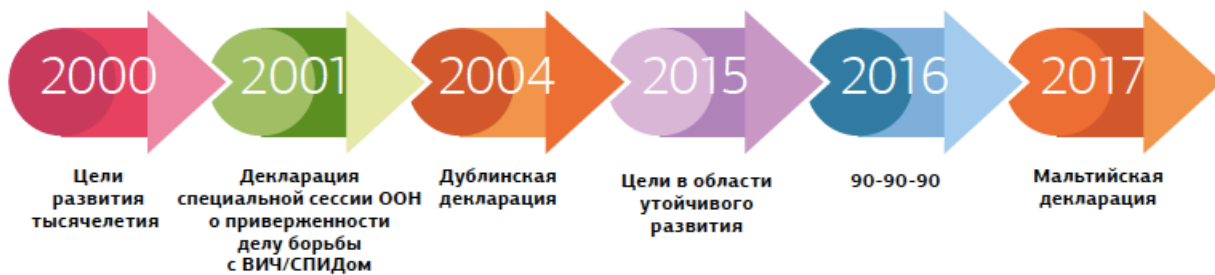 2000
2001
2004
2015
2016
2017
Цели
развития
тысячелетия
Декларация
специальной сессии ООН
о приверженности
делу борьбы
с ВИЧ/СПИДом
Дублинская
декларация
Цели в области
утойчивого
развития
90-90-90
Мальтийская
декларация